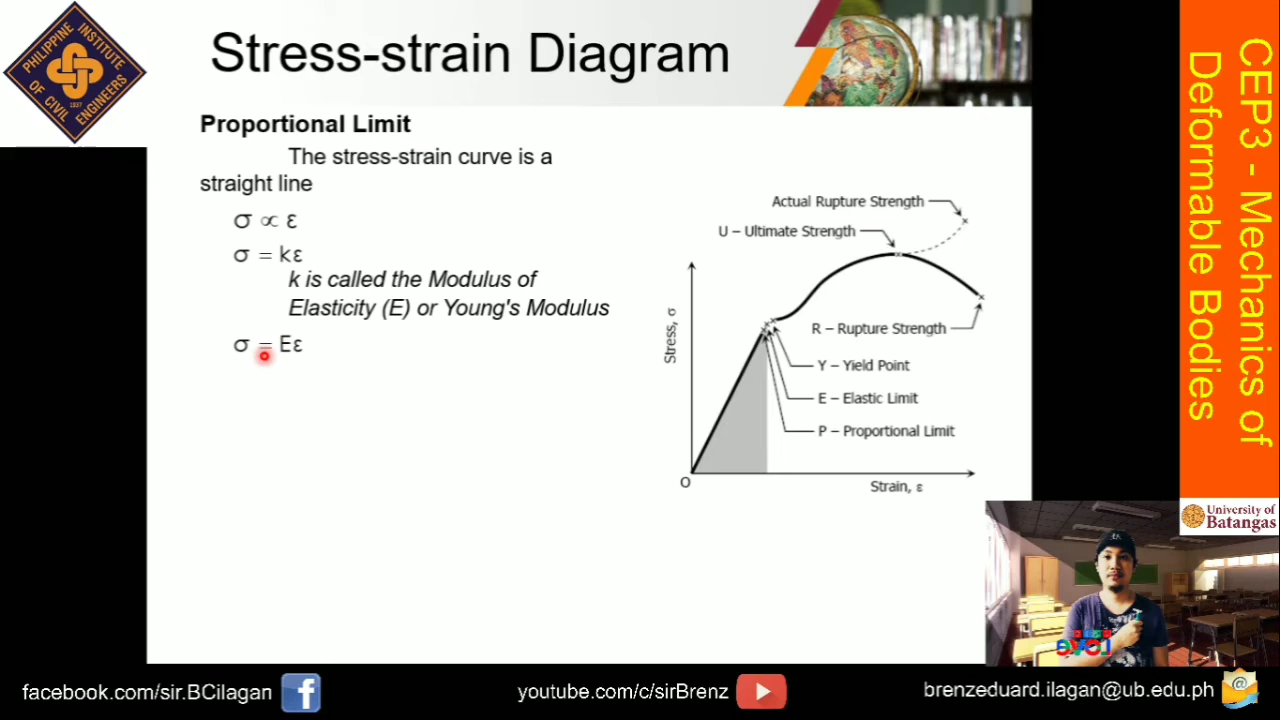 PHILIPPINE INSTITUTE
OF CIVIL ENGINEERS
1937
Stress-strain Diagram
Proportional Limit
The stress-strain curve is a
straight line
σ ∝ ε
σ = kε
k is called the Modulus of
Elasticity (E) or Young's Modulus
σ = Eε
Actual Rupture Strength
U – Ultimate Strength
R – Rupture Strength
Y – Yield Point
E – Elastic Limit
P – Proportional Limit
Stress, σ
O
Strain, ε
CEP3 - Mechanics of
Deformable Bodies
University of
Batangas
facebook.com/sir.BCilagan
youtube.com/c/sirBrenz
brenzeduard.ilagan@ub.edu.ph